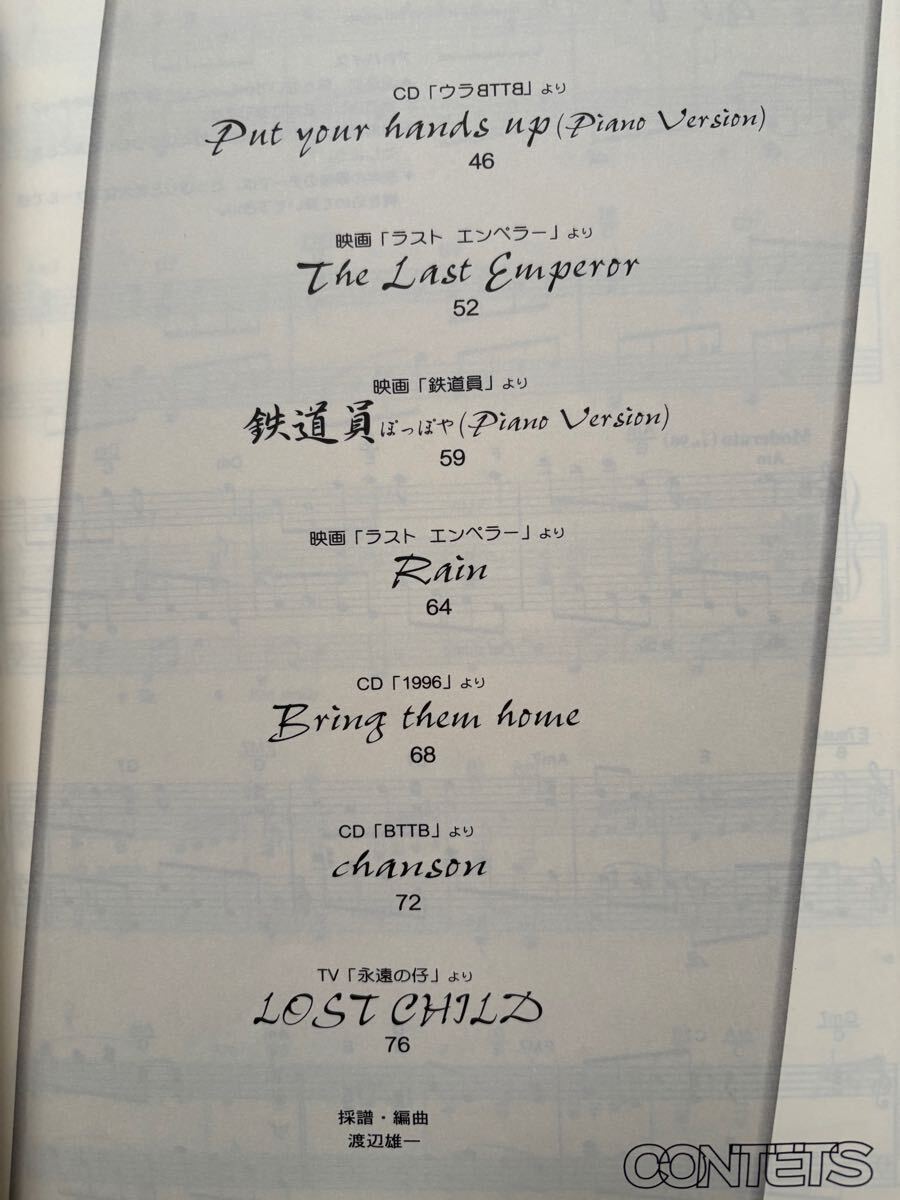 CD「ウラBTTB」より
Put your hands up (Piano Version)
46
映画「ラスト エンペラー」より
The Last Emperor
52
映画「鉄道員」より
鉄道員ぽっぽや (Piano Version)
59
映画「ラスト エンペラー」より
Rain
64
CD「1996」より
Bring them home
68
CD「BTTB」より
chanson
72
TV「永遠の仔」より
LOST CHILD
76
採譜・編曲
渡辺雄一
CONTETS